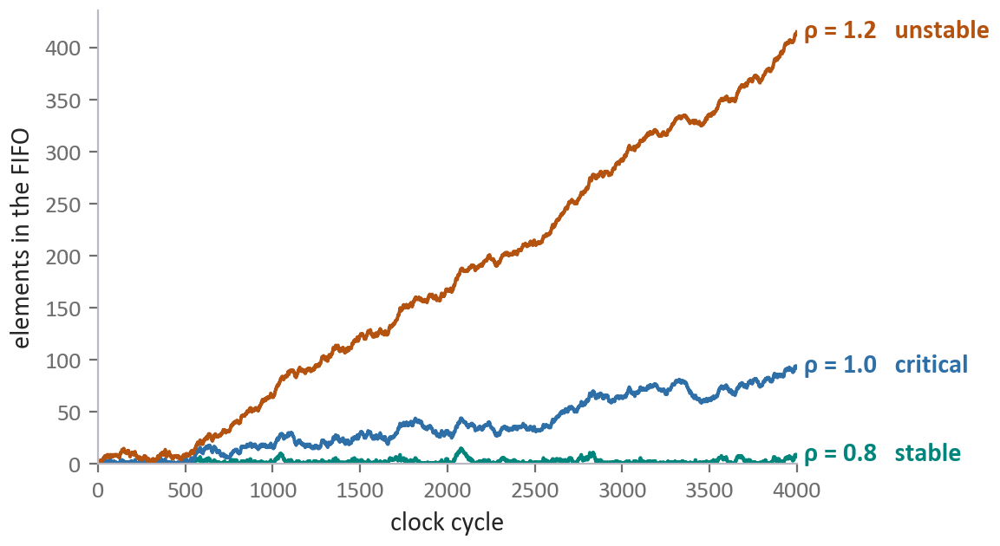 400
350
300
250
200
150
100
50
0
elements in the FIFO
0 500 1000 1500 2000 2500 3000 3500 4000
clock cycle
ρ = 1.2 unstable
ρ = 1.0 critical
ρ = 0.8 stable